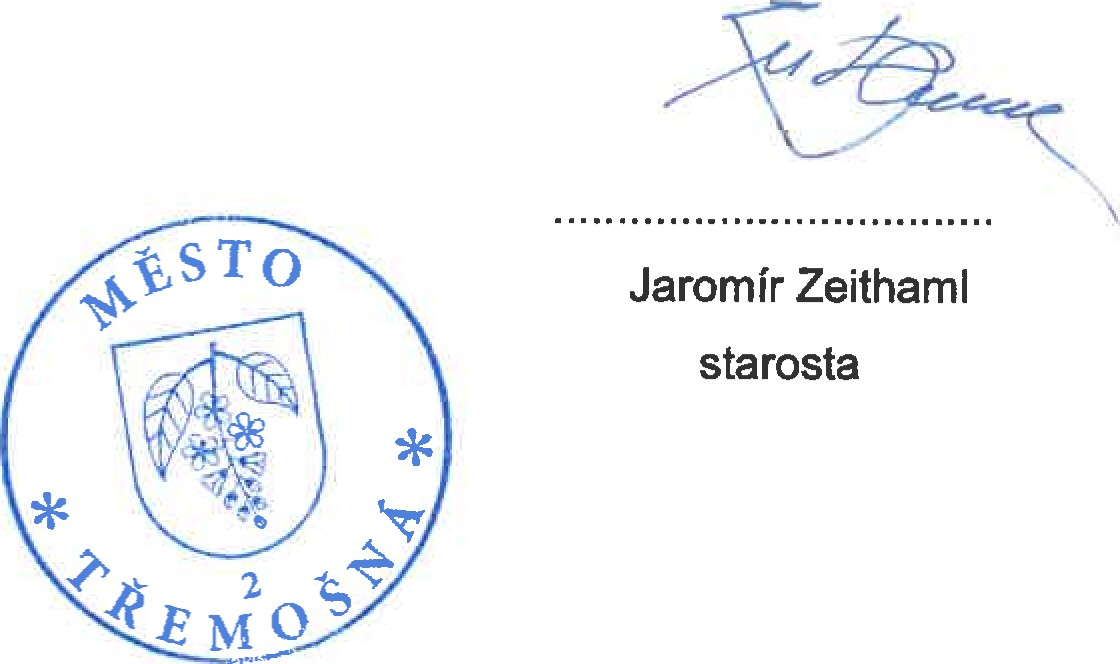 Jaromír Zeithaml
starosta
MĚSTO
* TŘEMOŠNÁ *
2